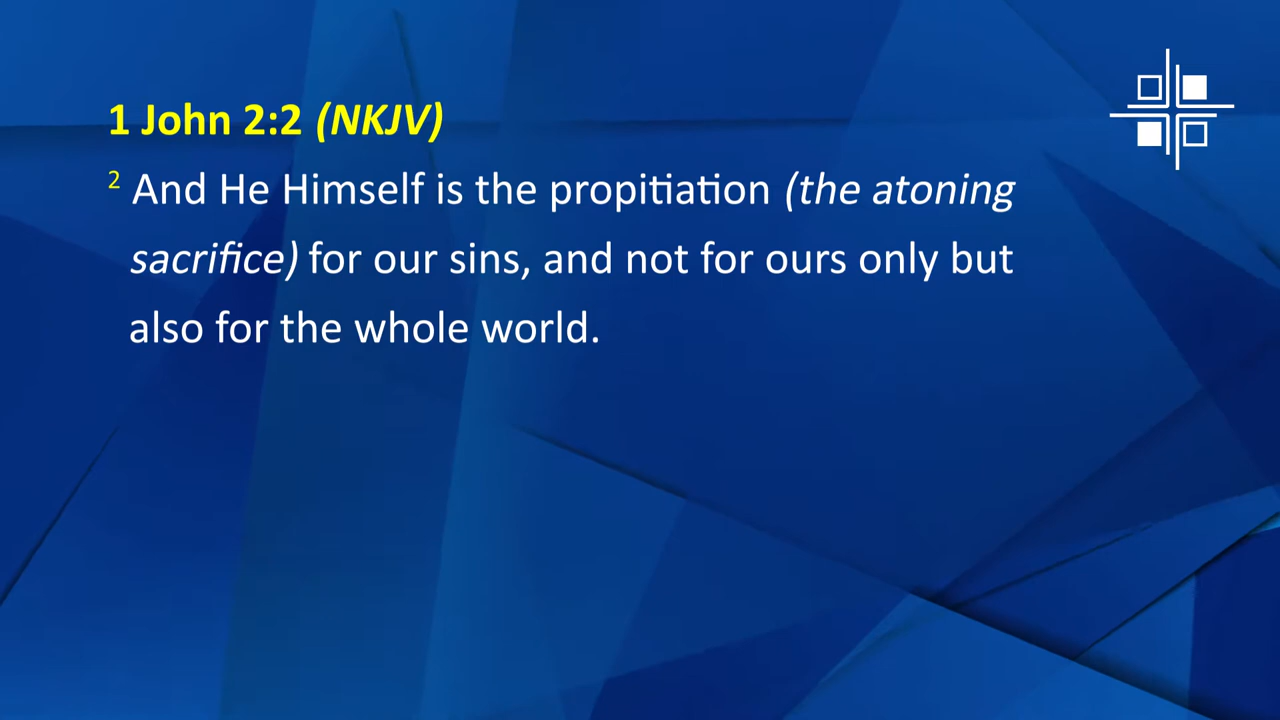 1 John 2:2 (NKJV)
2 And He Himself is the propitiation (the atoning
sacrifice) for our sins, and not for ours only but
also for the whole world.